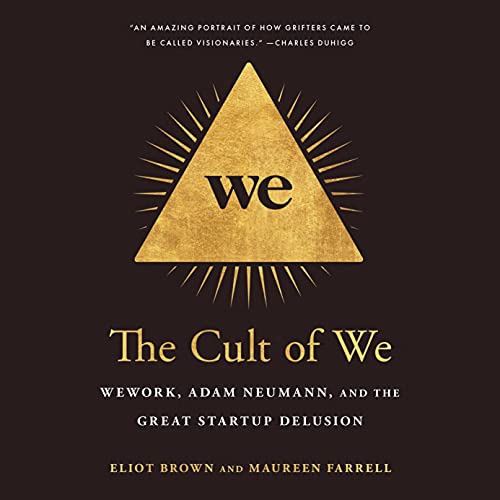 “AN AMAZING PORTRAIT OF HOW GRIFTERS CAME TO
BE CALLED VISIONARIES.” —CHARLES DUHIGG
we
The Cult of We
WEWORK, ADAM NEUMANN, AND THE
GREAT STARTUP DELUSION
ELIOT BROWN AND MAUREEN FARRELL